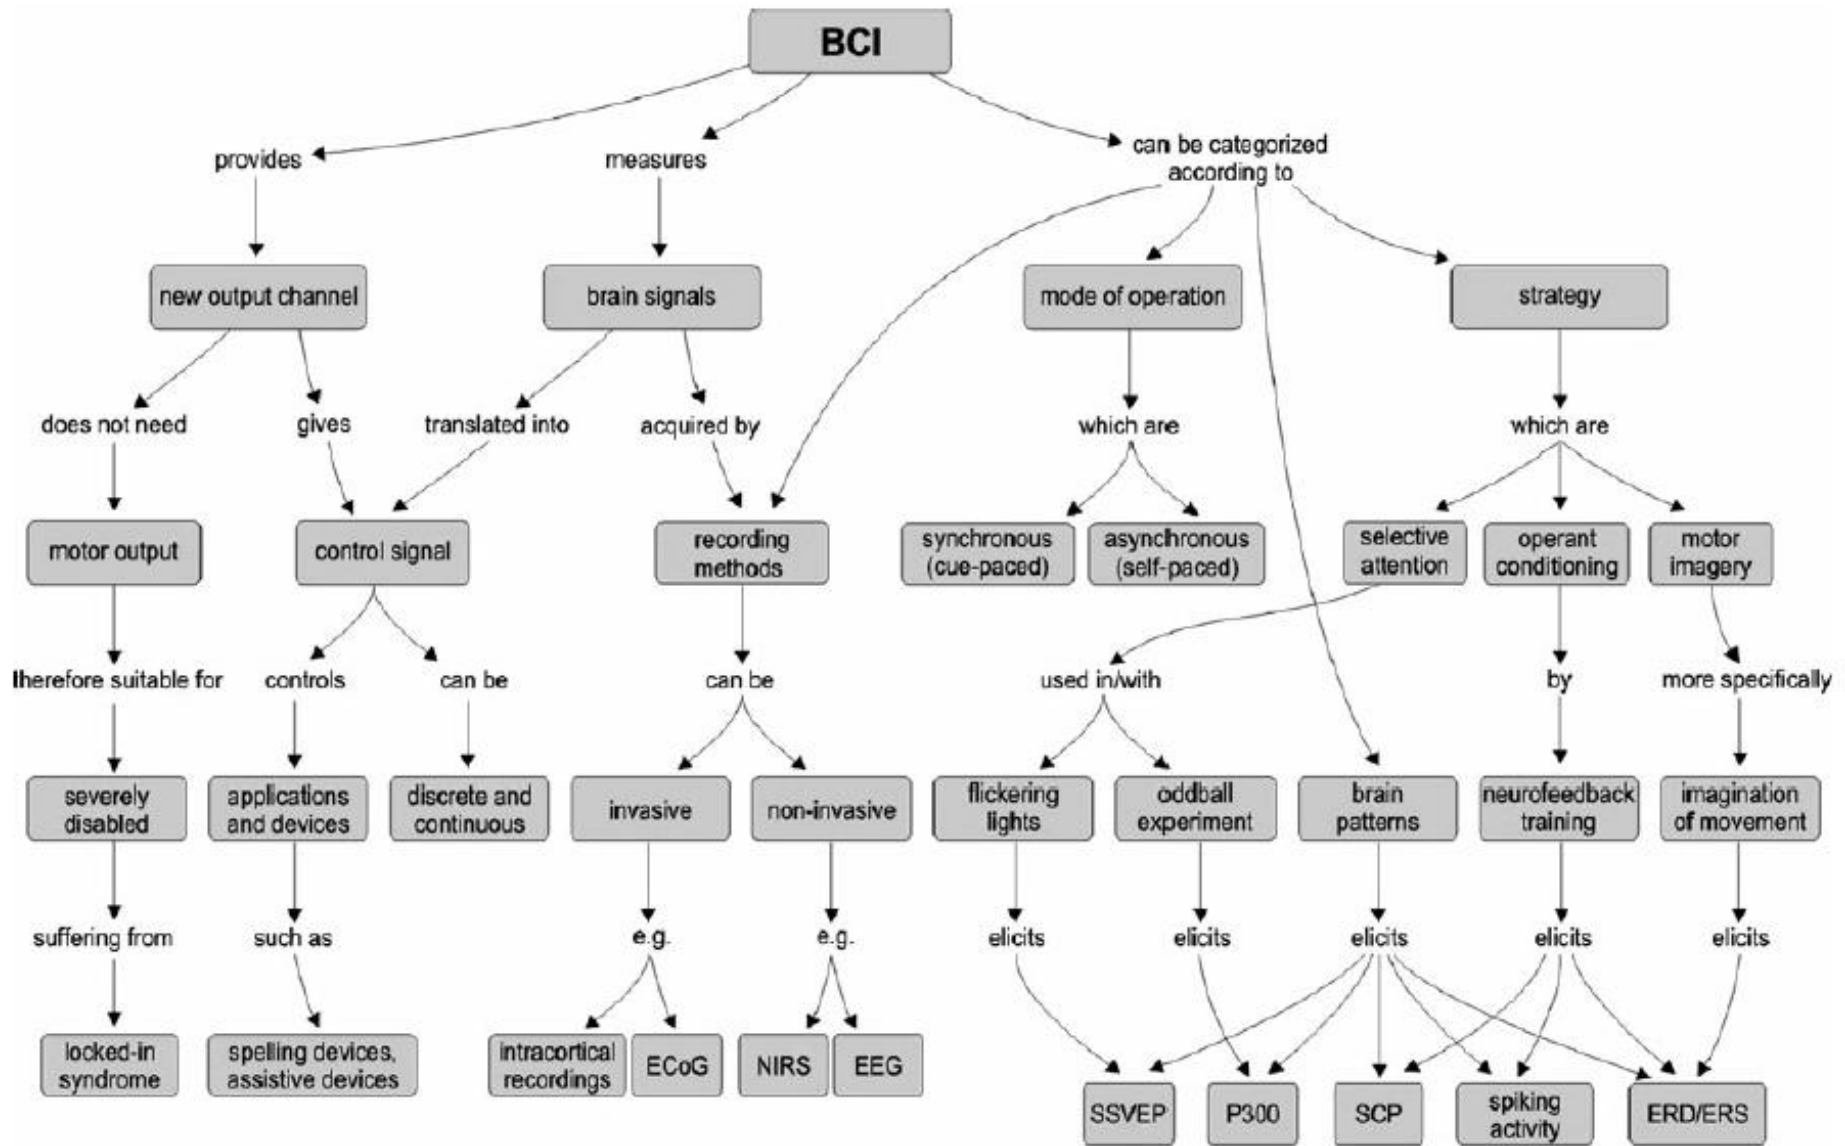 BCI
provides
measures
can be categorized
according to
new output channel
brain signals
mode of operation
strategy
does not need
gives
translated into
acquired by
which are
which are
motor output
control signal
recording
methods
synchronous
(cue-paced)
asynchronous
(self-paced)
selective
attention
operant
conditioning
motor
imagery
therefore suitable for
controls
can be
can be
used in/with
by
more specifically
severely
disabled
applications
and devices
discrete and
continuous
invasive
non-invasive
flickering
lights
oddball
experiment
brain
patterns
neurofeedback
training
imagination
of movement
suffering from
such as
e.g.
e.g.
elicits
elicits
elicits
elicits
elicits
locked-in
syndrome
spelling devices,
assistive devices
intracortical
recordings
ECoG
NIRS
EEG
SSVEP
P300
SCP
spiking
activity
ERD/ERS